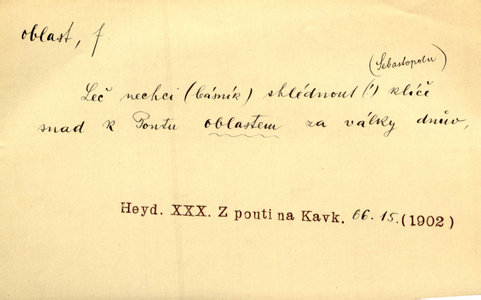 oblast, f
(Sebastopolu)
Leč nechci (básník) shlédnout (!) klíče
snad k Pontu oblastem za války dnův,
Heyd. XXX. Z pouti na Kavk. 66.15. (1902)